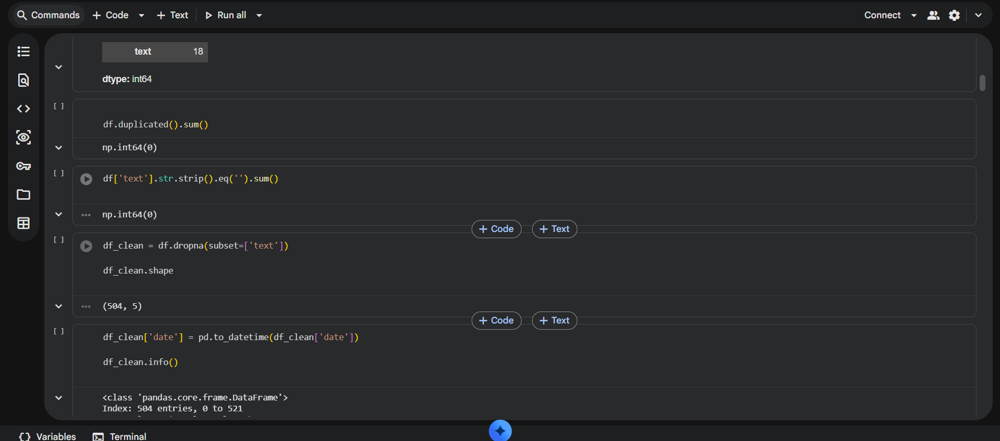 Commands + Code + Text Run all Connect
text 18
dtype: int64
[ ]
df.duplicated().sum()
np.int64(0)
[ ]
df['text'].str.strip().eq('').sum()
np.int64(0)
+ Code + Text
[ ]
df_clean = df.dropna(subset=['text'])
df_clean.shape
(504, 5)
+ Code + Text
[ ]
df_clean['date'] = pd.to_datetime(df_clean['date'])
df_clean.info()
<class 'pandas.core.frame.DataFrame'>
Index: 504 entries, 0 to 521
Variables Terminal